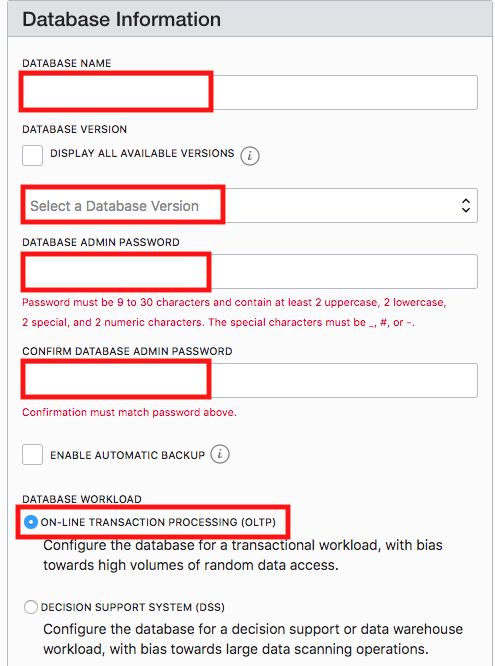 Database Information
DATABASE NAME
DATABASE VERSION
DISPLAY ALL AVAILABLE VERSIONS i
Select a Database Version
DATABASE ADMIN PASSWORD
Password must be 9 to 30 characters and contain at least 2 uppercase, 2 lowercase,
2 special, and 2 numeric characters. The special characters must be _, #, or -.
CONFIRM DATABASE ADMIN PASSWORD
Confirmation must match password above.
ENABLE AUTOMATIC BACKUP i
DATABASE WORKLOAD
ON-LINE TRANSACTION PROCESSING (OLTP)
Configure the database for a transactional workload, with bias
towards high volumes of random data access.
DECISION SUPPORT SYSTEM (DSS)
Configure the database for a decision support or data warehouse
workload, with bias towards large data scanning operations.